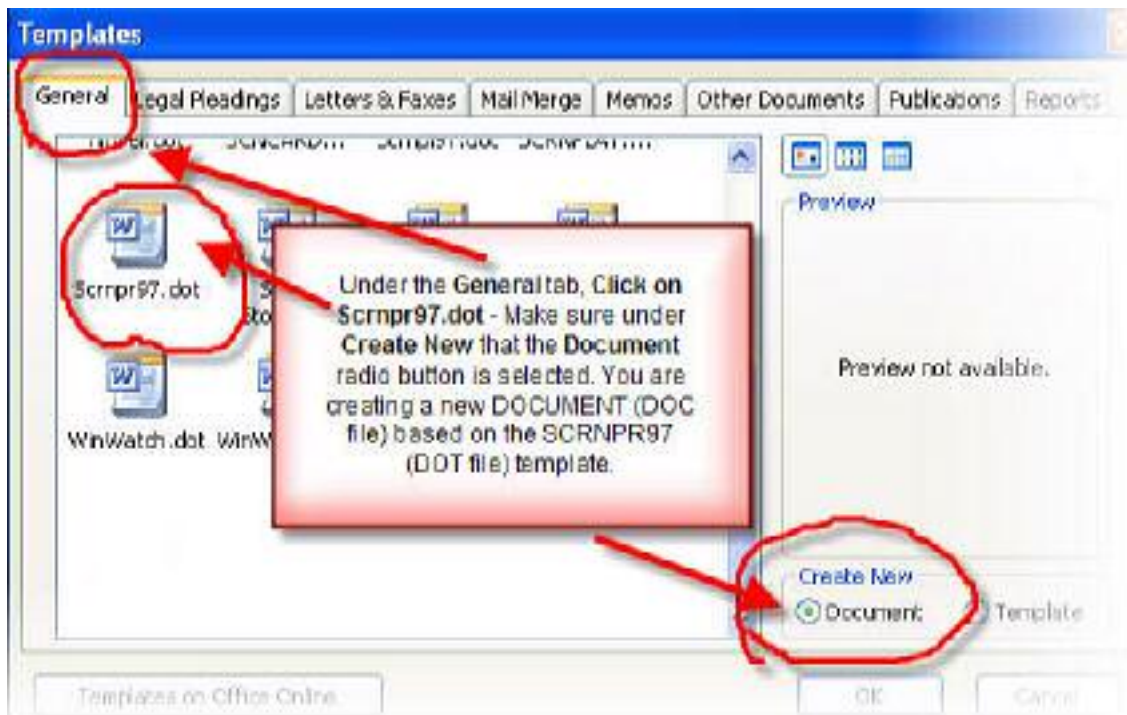 Templates
General Legal Pleadings Letters & Faxes Mail Merge Memos Other Documents Publications Reports
Preview
Scrnpr97.dot
Under the General tab, Click on
Scrnpr97.dot - Make sure under
Create New that the Document
radio button is selected. You are
creating a new DOCUMENT (DOC
file) based on the SCRNPR97
(DOT file) template.
Preview not available.
WinWatch.dot WinW
Create New
Document Template
Templates on Office Online OK Cancel